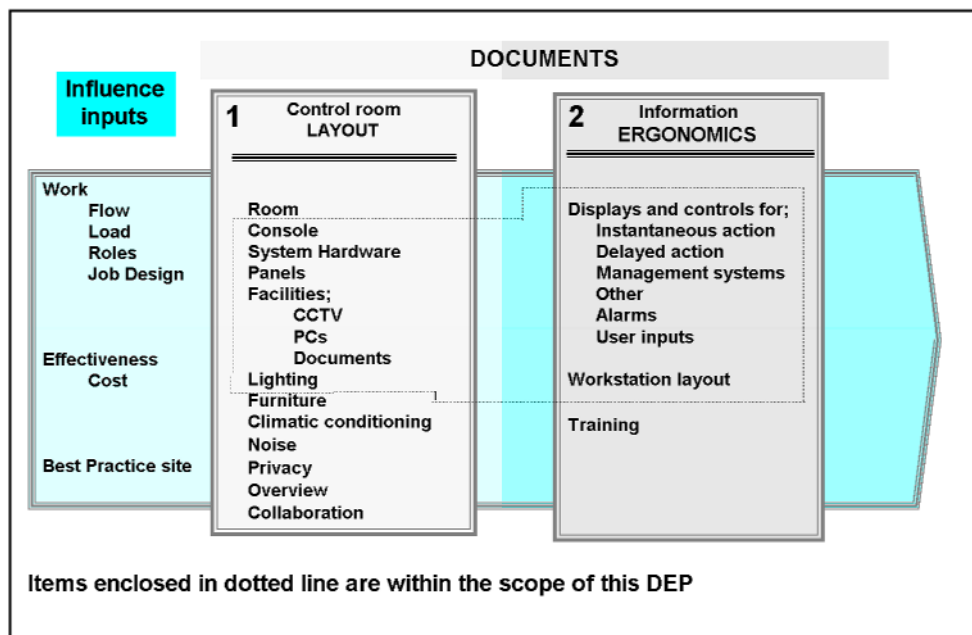 DOCUMENTS
Influence
inputs
1
Control room
LAYOUT
2
Information
ERGONOMICS
Work
Flow
Load
Roles
Job Design
Effectiveness
Cost
Best Practice site
Room
Console
System Hardware
Panels
Facilities;
CCTV
PCs
Documents
Lighting
Furniture
Climatic conditioning
Noise
Privacy
Overview
Collaboration
Displays and controls for;
Instantaneous action
Delayed action
Management systems
Other
Alarms
User inputs
Workstation layout
Training
Items enclosed in dotted line are within the scope of this DEP